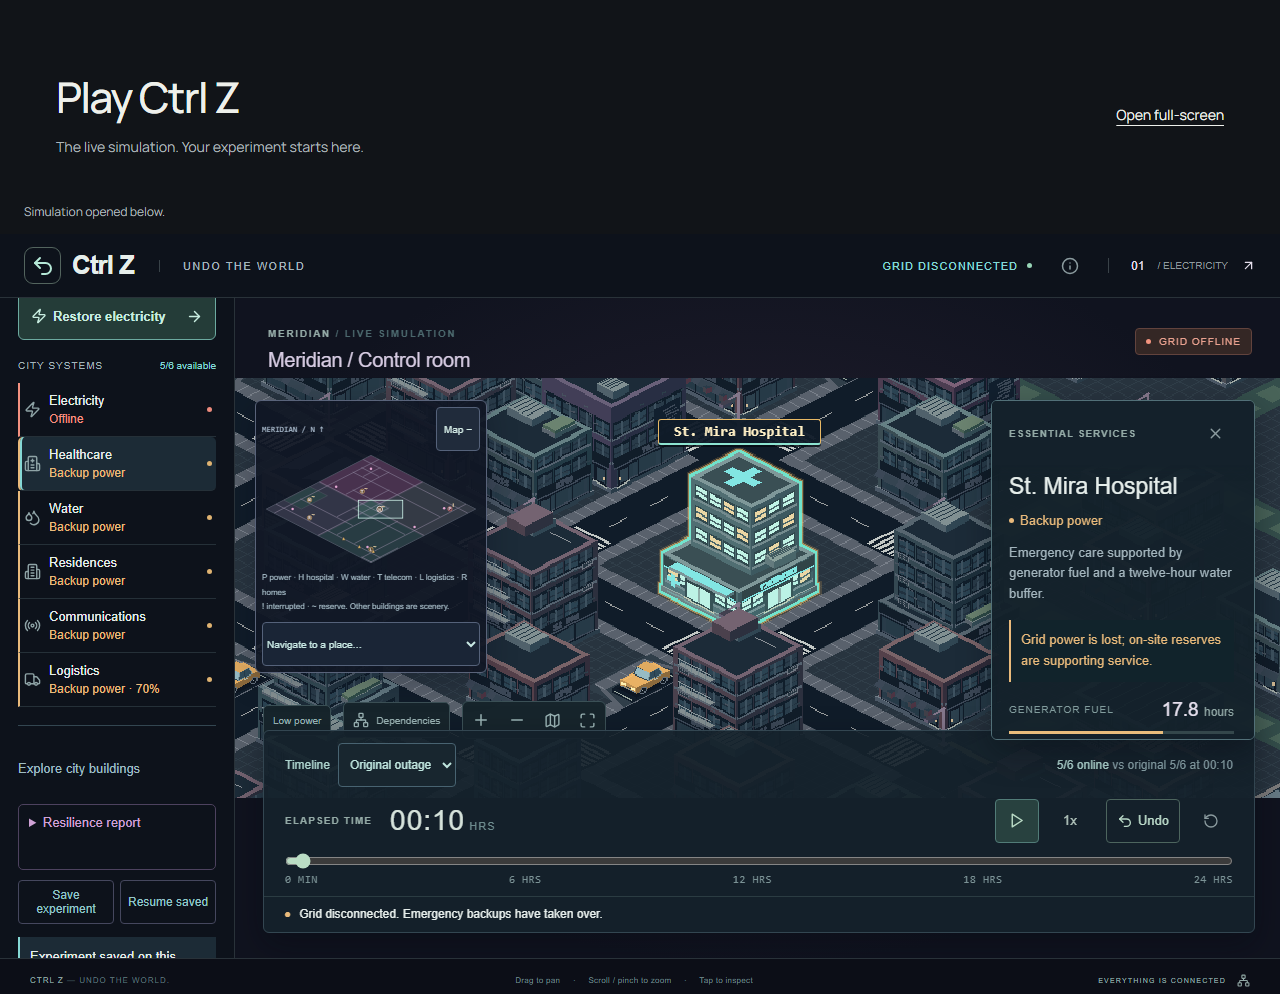 Play Ctrl Z
Open full-screen
The live simulation. Your experiment starts here.
Simulation opened below.
Ctrl Z
UNDO THE WORLD
GRID DISCONNECTED
01 / ELECTRICITY
Restore electricity
CITY SYSTEMS
5/6 available
Electricity
Offline
Healthcare
Backup power
Water
Backup power
Residences
Backup power
Communications
Backup power
Logistics
Backup power · 70%
Explore city buildings
Resilience report
Save experiment
Resume saved
Experiment saved on this
MERIDIAN / LIVE SIMULATION
Meridian / Control room
GRID OFFLINE
MERIDIAN / N ↑
Map −
P power · H hospital · W water · T telecom · L logistics · R
homes
! interrupted · ~ reserve. Other buildings are scenery.
Navigate to a place...
St. Mira Hospital
ESSENTIAL SERVICES
St. Mira Hospital
Backup power
Emergency care supported by
generator fuel and a twelve-hour water
buffer.
Grid power is lost; on-site reserves
are supporting service.
GENERATOR FUEL
17.8 hours
Low power
Dependencies
Timeline
Original outage
5/6 online vs original 5/6 at 00:10
ELAPSED TIME
00:10 HRS
1x
Undo
0 MIN
6 HRS
12 HRS
18 HRS
24 HRS
Grid disconnected. Emergency backups have taken over.
CTRL Z — UNDO THE WORLD.
Drag to pan · Scroll / pinch to zoom · Tap to inspect
EVERYTHING IS CONNECTED